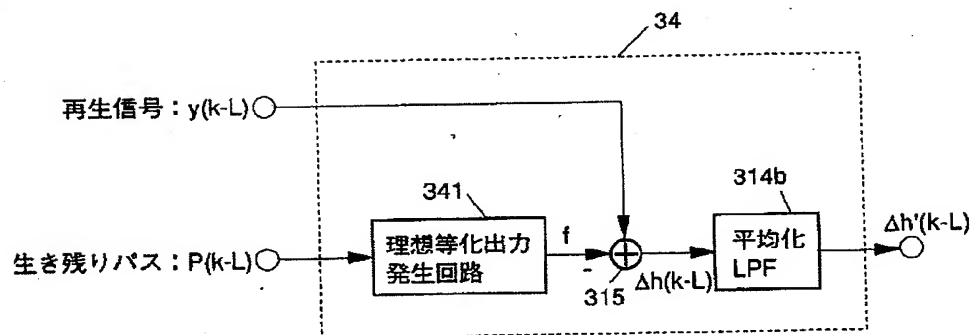 34
再生信号：y(k-L)
341
314b
理想等化出力
発生回路
f
-
315
Δh(k-L)
平均化
LPF
Δh'(k-L)
生き残りパス：P(k-L)